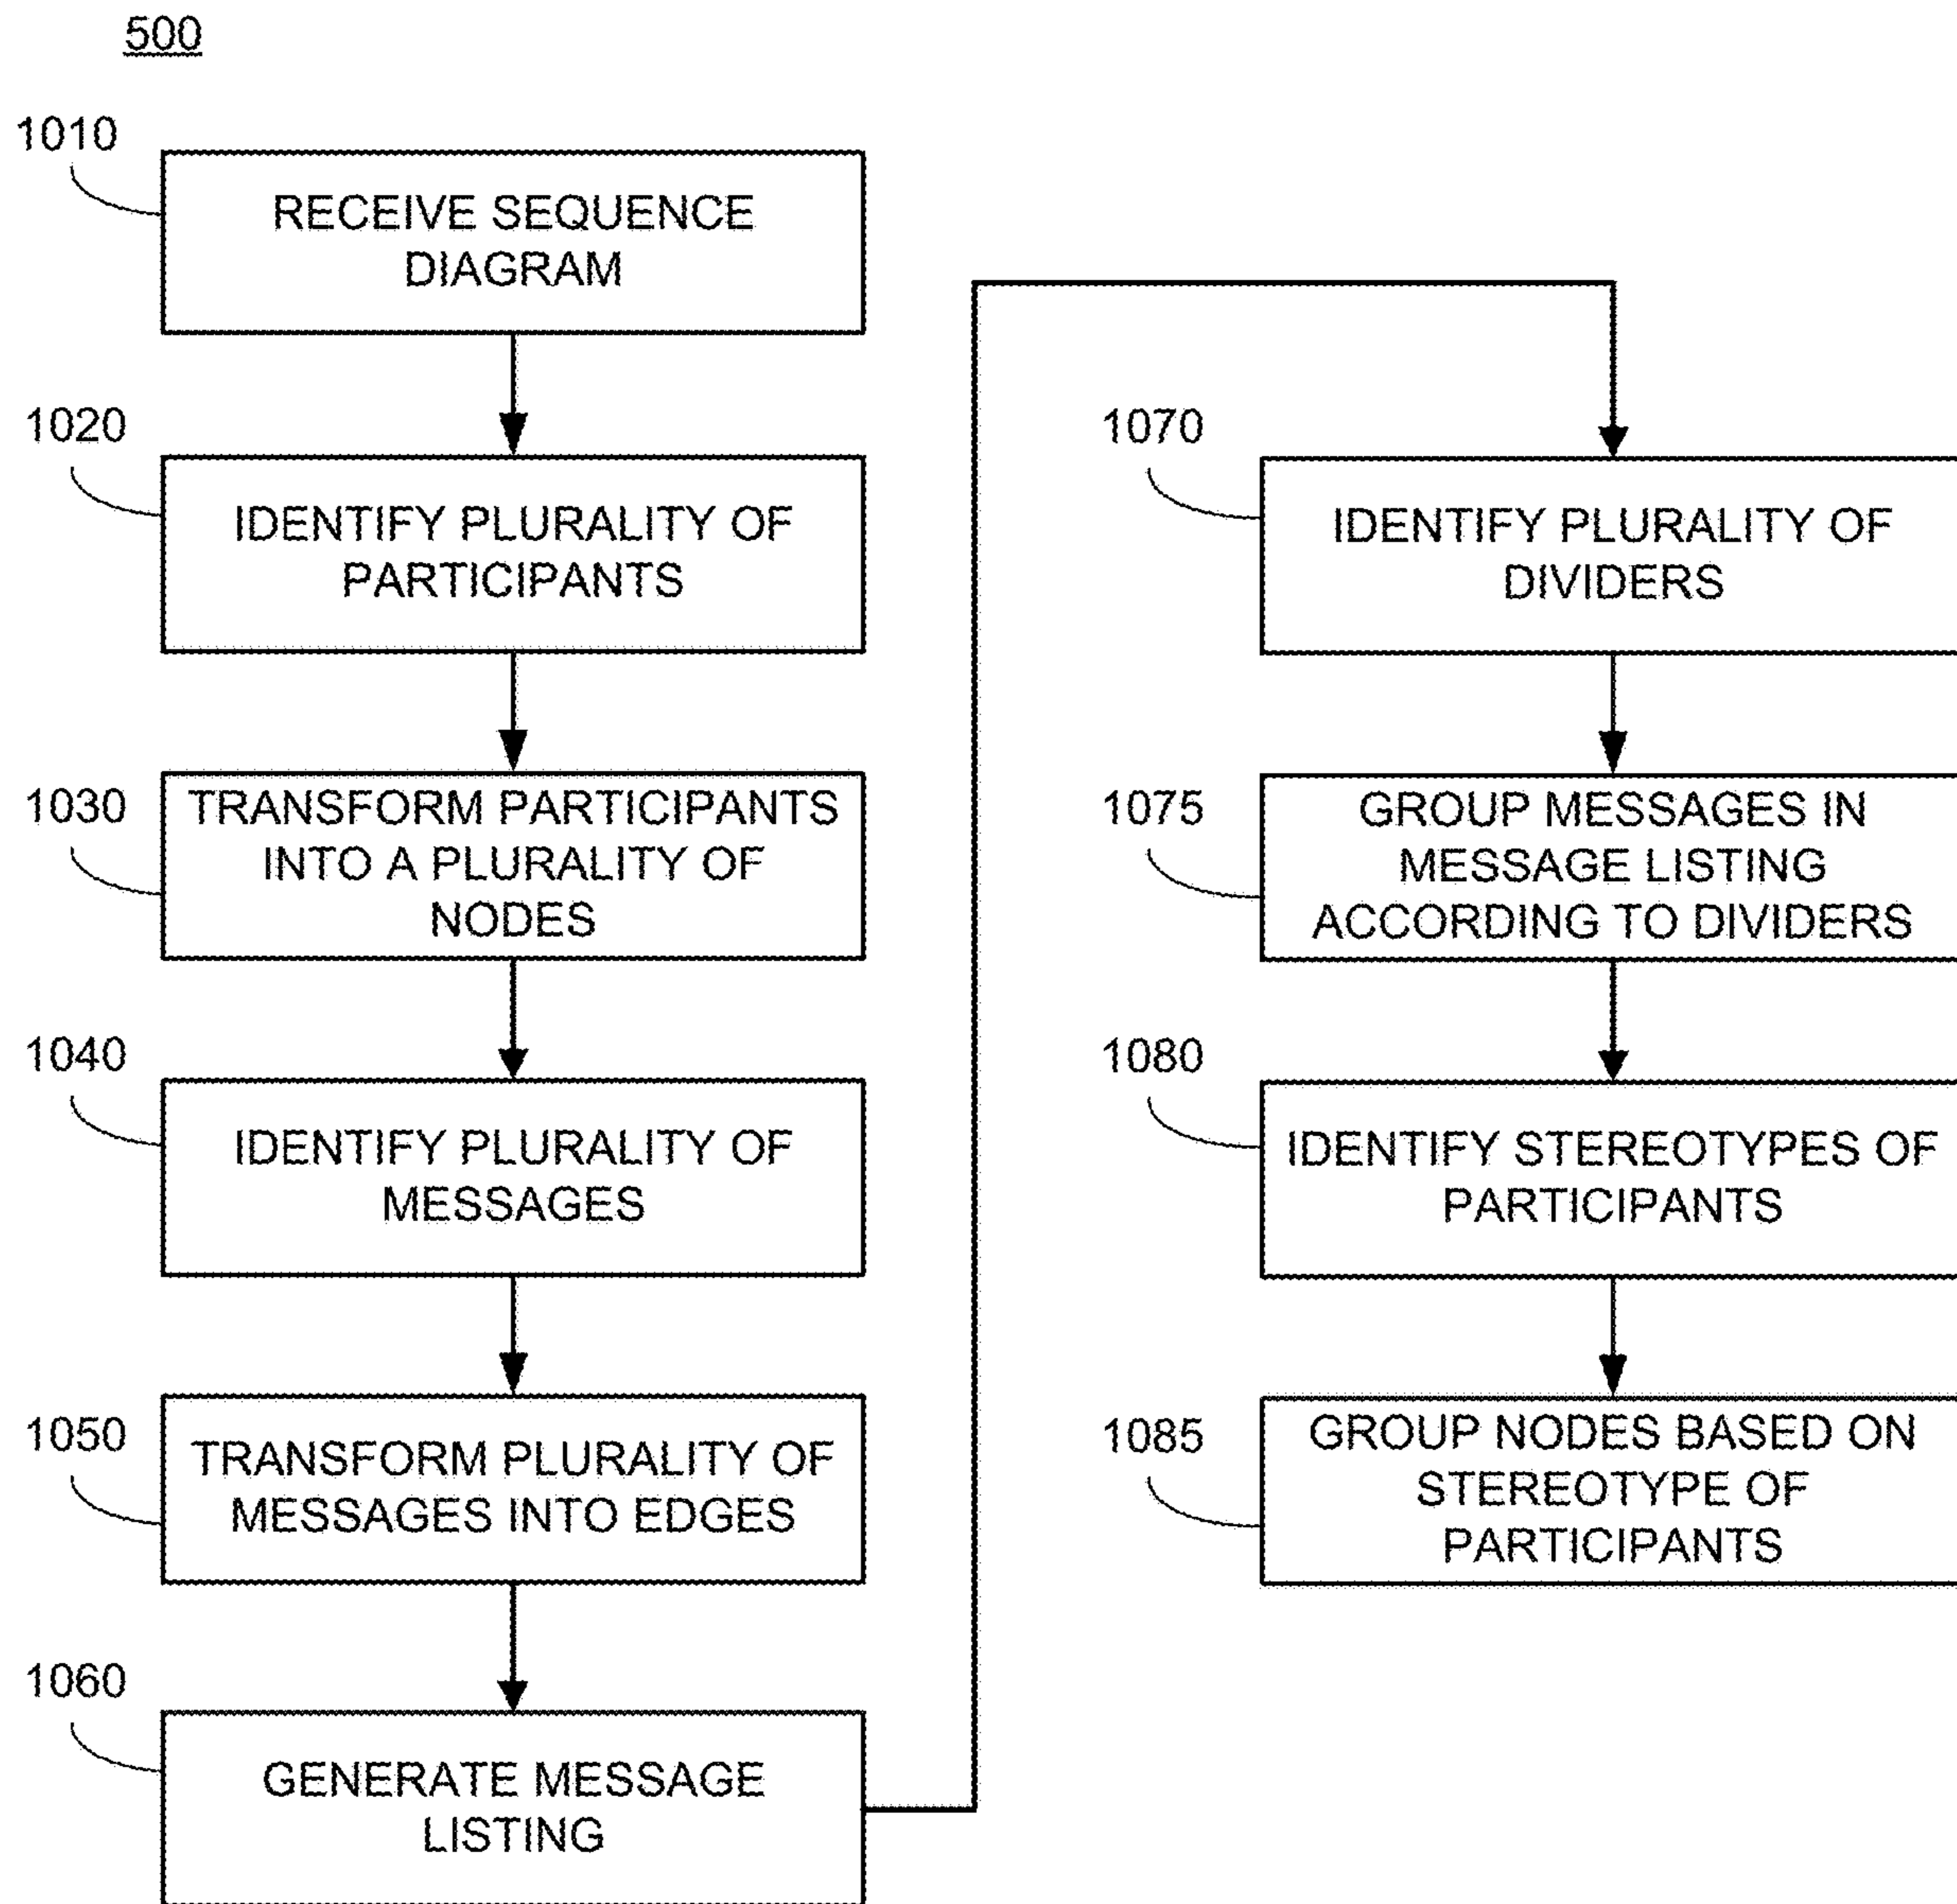 500
1010
RECEIVE SEQUENCE
DIAGRAM
1020
IDENTIFY PLURALITY OF
PARTICIPANTS
1030
TRANSFORM PARTICIPANTS
INTO A PLURALITY OF
NODES
1040
IDENTIFY PLURALITY OF
MESSAGES
1050
TRANSFORM PLURALITY OF
MESSAGES INTO EDGES
1060
GENERATE MESSAGE
LISTING
1070
IDENTIFY PLURALITY OF
DIVIDERS
1075
GROUP MESSAGES IN
MESSAGE LISTING
ACCORDING TO DIVIDERS
1080
IDENTIFY STEREOTYPES OF
PARTICIPANTS
1085
GROUP NODES BASED ON
STEREOTYPE OF
PARTICIPANTS